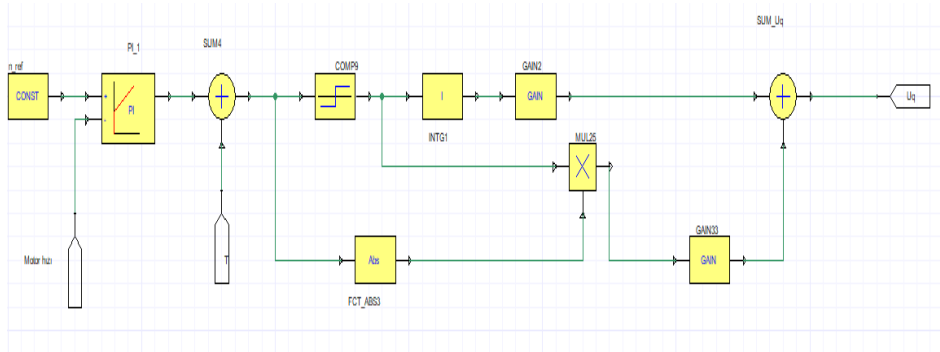 SUM_Uq
PI_1
SUM4
n_ref
COMP9
GAIN2
CONST
PI
I
GAIN
Uq
INTG1
MUL25
GAIN33
Motor hızı
T
Abs
GAIN
FCT_ABS3